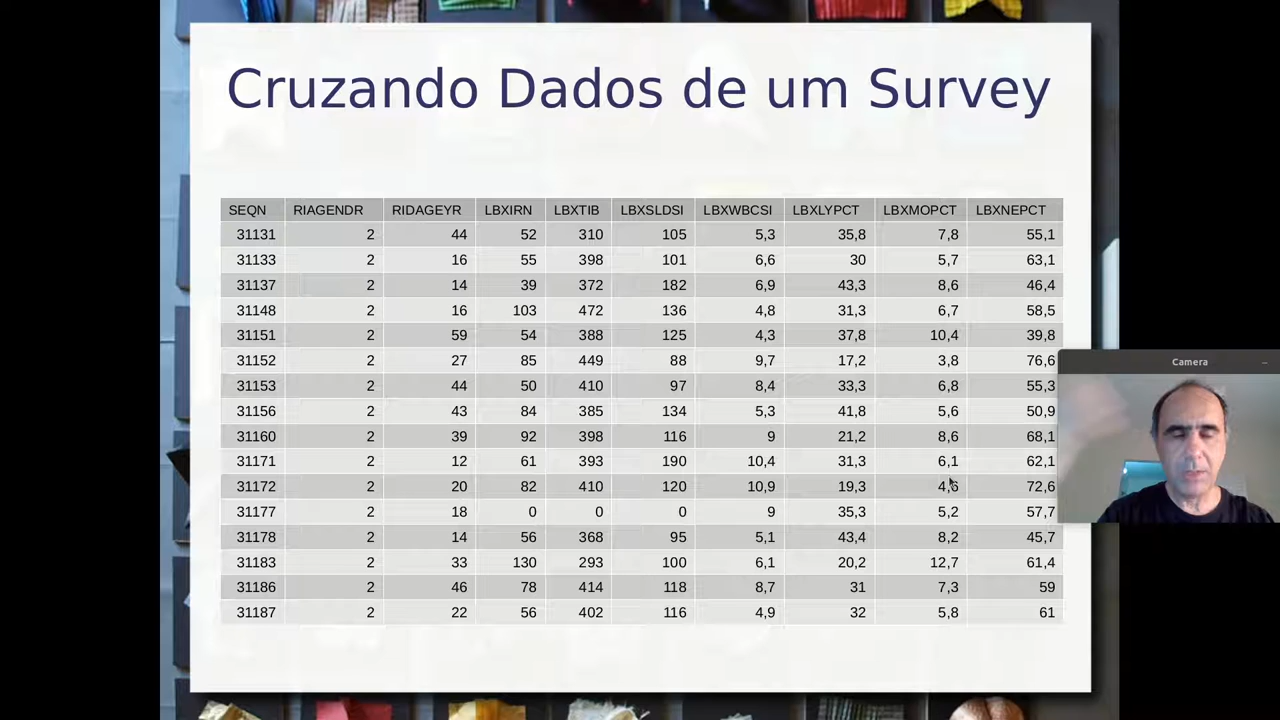 Cruzando Dados de um Survey
SEQN RIAGENDR RIDAGEYR LBXIRN LBXTIB LBXSLDSI LBXWBCSI LBXLYPCT LBXMOPCT LBXNEPCT
31131 2 44 52 310 105 5,3 35,8 7,8 55,1
31133 2 16 55 398 101 6,6 30 5,7 63,1
31137 2 14 39 372 182 6,9 43,3 8,6 46,4
31148 2 16 103 472 136 4,8 31,3 6,7 58,5
31151 2 59 54 388 125 4,3 37,8 10,4 39,8
31152 2 27 85 449 88 9,7 17,2 3,8 76,6
31153 2 44 50 410 97 8,4 33,3 6,8 55,3
31156 2 43 84 385 134 5,3 41,8 5,6 50,9
31160 2 39 92 398 116 9 21,2 8,6 68,1
31171 2 12 61 393 190 10,4 31,3 6,1 62,1
31172 2 20 82 410 120 10,9 19,3 4,6 72,6
31177 2 18 0 0 0 9 35,3 5,2 57,7
31178 2 14 56 368 95 5,1 43,4 8,2 45,7
31183 2 33 130 293 100 6,1 20,2 12,7 61,4
31186 2 46 78 414 118 8,7 31 7,3 59
31187 2 22 56 402 116 4,9 32 5,8 61
Camera